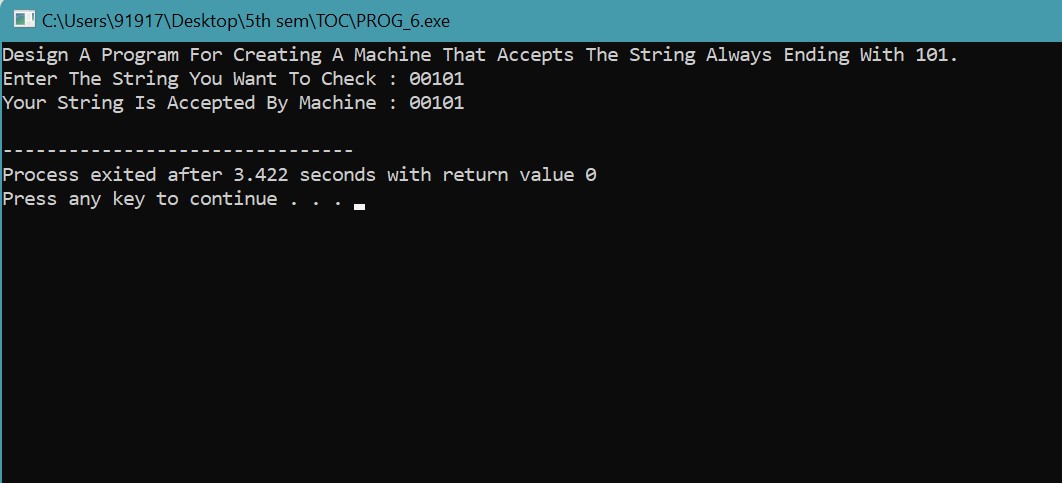 C:\Users\91917\Desktop\5th sem\TOC\PROG_6.exe
Design A Program For Creating A Machine That Accepts The String Always Ending With 101.
Enter The String You Want To Check : 00101
Your String Is Accepted By Machine : 00101
--------------------------------
Process exited after 3.422 seconds with return value 0
Press any key to continue . . .